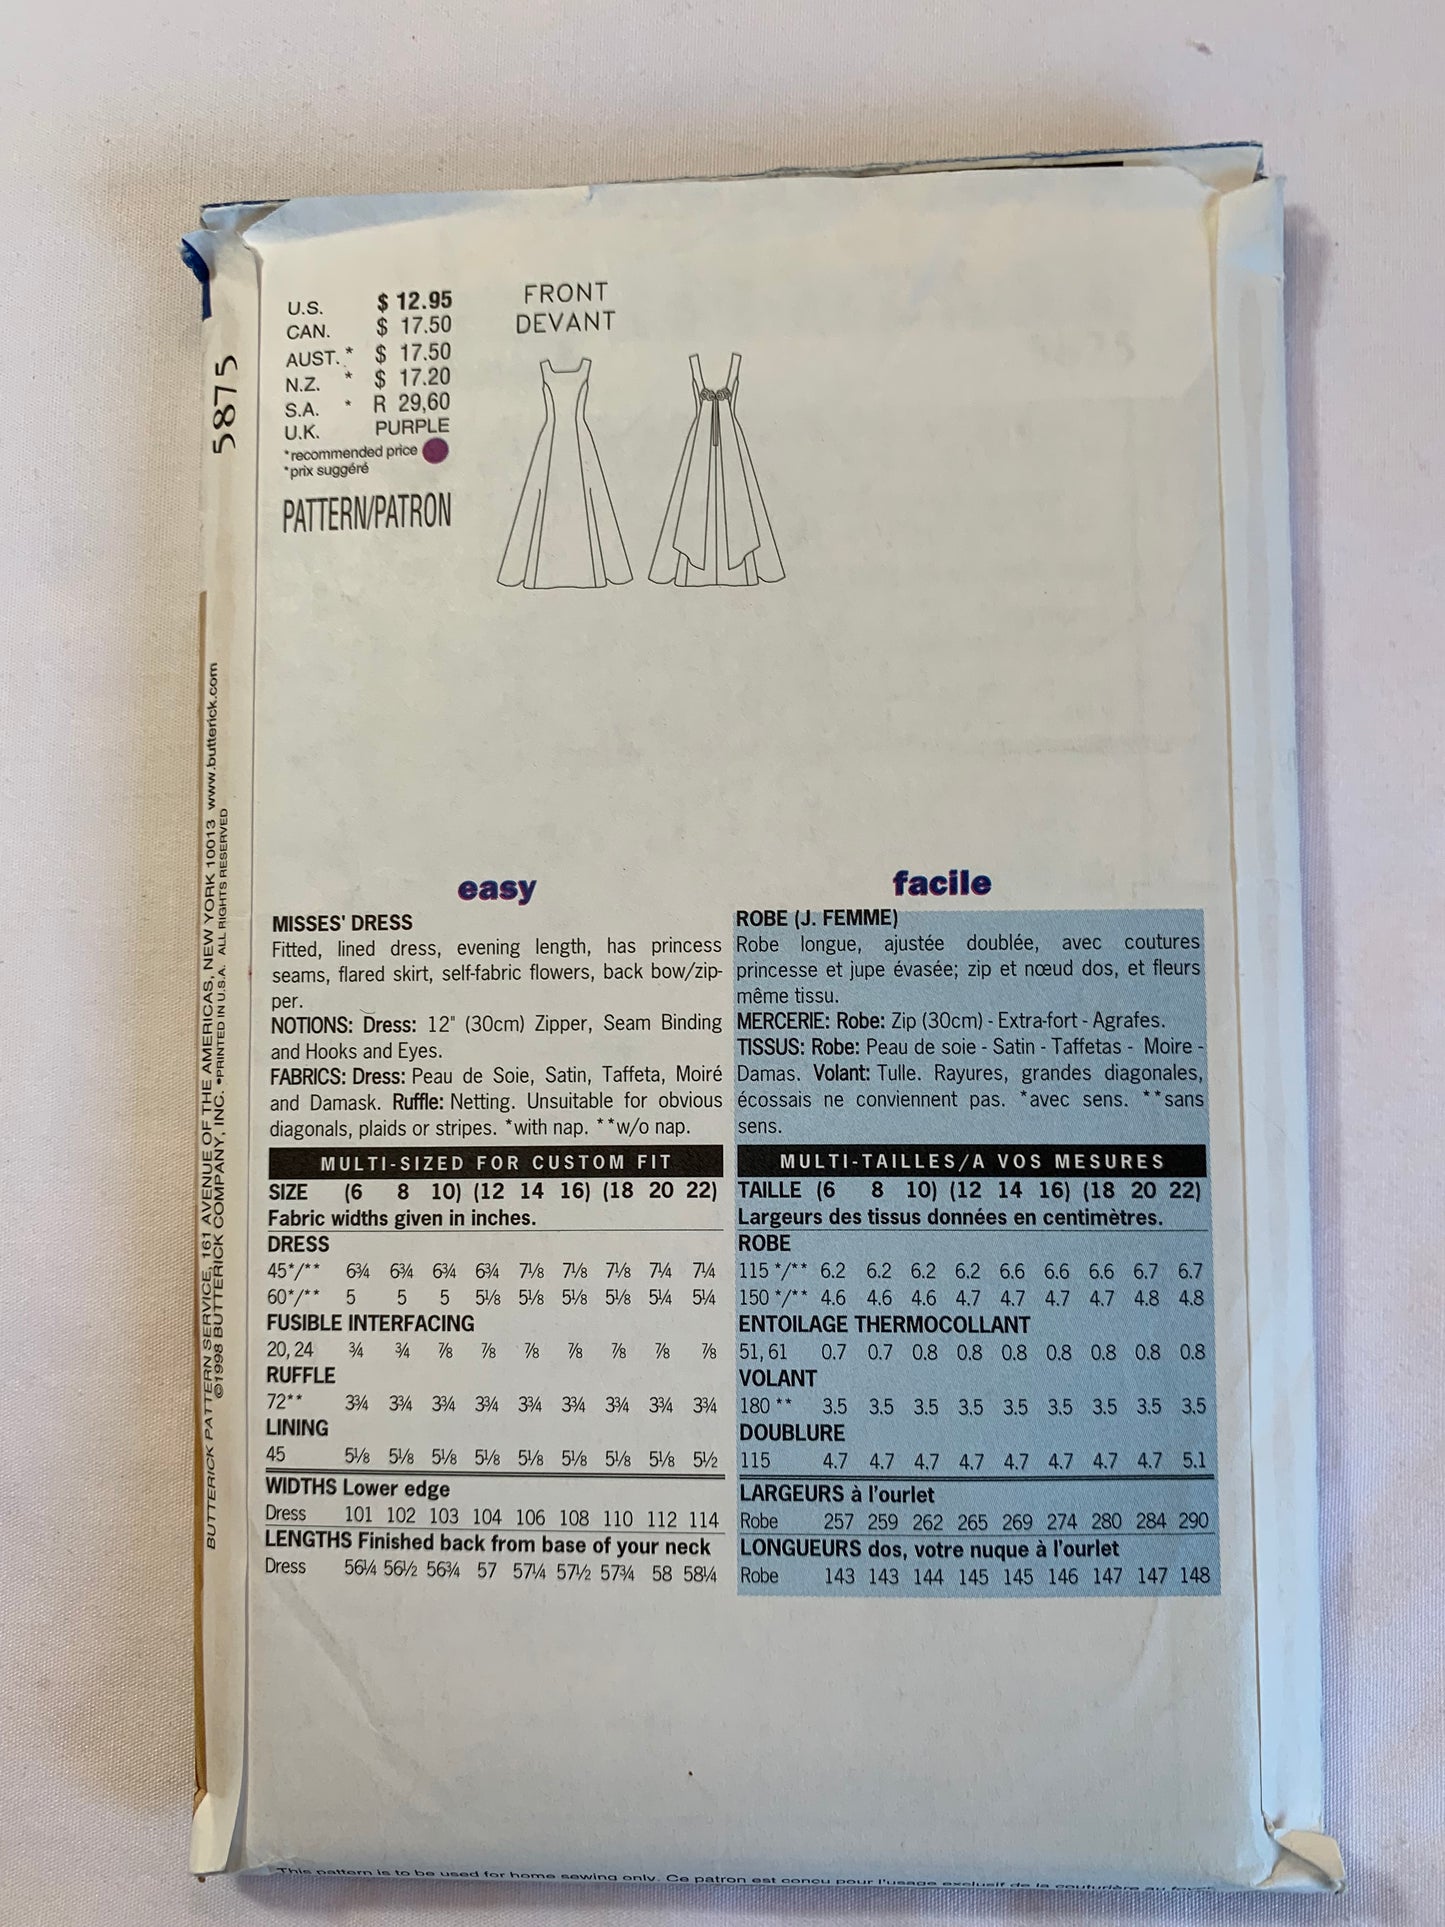 U.S. $ 12.95
CAN. $ 17.50
AUST. * $ 17.50
N.Z. * $ 17.20
S.A. * R 29,60
U.K. PURPLE
*recommended price
*prix suggéré
PATTERN/PATRON
FRONT
DEVANT
5875
BUTTERICK PATTERN SERVICE, 161 AVENUE OF THE AMERICAS, NEW YORK 10013 www.butterick.com
©1998 BUTTERICK COMPANY, INC. •PRINTED IN U.S.A. ALL RIGHTS RESERVED
easy
MISSES' DRESS
Fitted, lined dress, evening length, has princess
seams, flared skirt, self-fabric flowers, back bow/zip-
per.
NOTIONS: Dress: 12" (30cm) Zipper, Seam Binding
and Hooks and Eyes.
FABRICS: Dress: Peau de Soie, Satin, Taffeta, Moiré
and Damask. Ruffle: Netting. Unsuitable for obvious
diagonals, plaids or stripes. *with nap. **w/o nap.
MULTI-SIZED FOR CUSTOM FIT
SIZE (6 8 10) (12 14 16) (18 20 22)
Fabric widths given in inches.
DRESS
45*/** 6¾ 6¾ 6¾ 6¾ 7⅛ 7⅛ 7⅛ 7¼ 7¼
60*/** 5 5 5 5⅛ 5⅛ 5⅛ 5⅛ 5¼ 5¼
FUSIBLE INTERFACING
20, 24 ¾ ¾ ⅞ ⅞ ⅞ ⅞ ⅞ ⅞ ⅞
RUFFLE
72** 3¾ 3¾ 3¾ 3¾ 3¾ 3¾ 3¾ 3¾ 3¾
LINING
45 5⅛ 5⅛ 5⅛ 5⅛ 5⅛ 5⅛ 5⅛ 5⅛ 5½
WIDTHS Lower edge
Dress 101 102 103 104 106 108 110 112 114
LENGTHS Finished back from base of your neck
Dress 56¼ 56½ 56¾ 57 57¼ 57½ 57¾ 58 58¼
facile
ROBE (J. FEMME)
Robe longue, ajustée doublée, avec coutures
princesse et jupe évasée; zip et nœud dos, et fleurs
même tissu.
MERCERIE: Robe: Zip (30cm) - Extra-fort - Agrafes.
TISSUS: Robe: Peau de soie - Satin - Taffetas - Moire -
Damas. Volant: Tulle. Rayures, grandes diagonales,
écossais ne conviennent pas. *avec sens. **sans
sens.
MULTI-TAILLES/A VOS MESURES
TAILLE (6 8 10) (12 14 16) (18 20 22)
Largeurs des tissus données en centimètres.
ROBE
115 */** 6.2 6.2 6.2 6.2 6.6 6.6 6.6 6.7 6.7
150 */** 4.6 4.6 4.6 4.7 4.7 4.7 4.7 4.8 4.8
ENTOILAGE THERMOCOLLANT
51, 61 0.7 0.7 0.8 0.8 0.8 0.8 0.8 0.8 0.8
VOLANT
180 ** 3.5 3.5 3.5 3.5 3.5 3.5 3.5 3.5 3.5
DOUBLURE
115 4.7 4.7 4.7 4.7 4.7 4.7 4.7 4.7 5.1
LARGEURS à l'ourlet
Robe 257 259 262 265 269 274 280 284 290
LONGUEURS dos, votre nuque à l'ourlet
Robe 143 143 144 145 145 146 147 147 148
This pattern is to be used for home sewing only. Ce patron est conçu pour l'usage exclusif de la couturière au